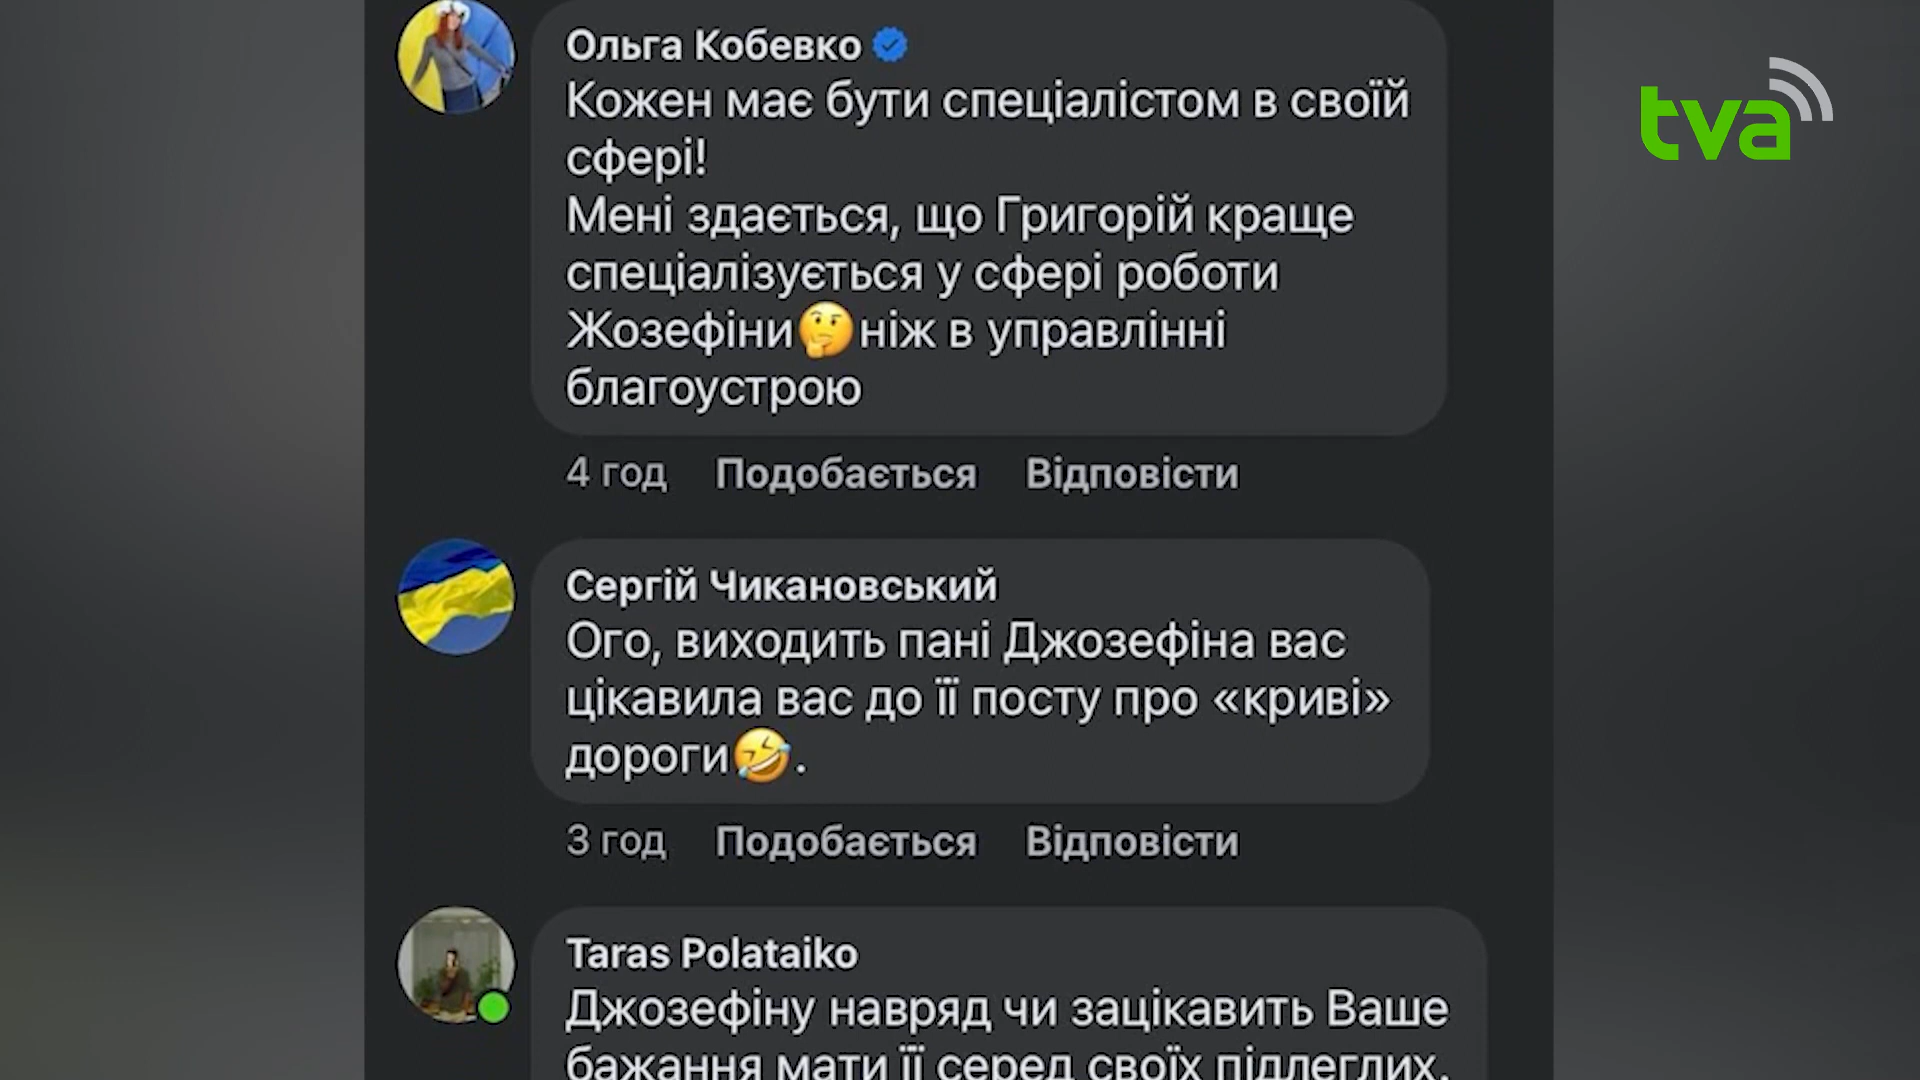 Ольга Кобевко
Кожен має бути спеціалістом в своїй
сфері!
Мені здається, що Григорій краще
спеціалізується у сфері роботи
Жозефіни🤔ніж в управлінні
благоустрою
4 год Подобається Відповісти
Сергій Чикановський
Ого, виходить пані Джозефіна вас
цікавила вас до її посту про «криві»
дороги🤣.
3 год Подобається Відповісти
Taras Polataiko
Джозефіну навряд чи зацікавить Ваше
бажання мати її серед своїх підлеглих.
tva